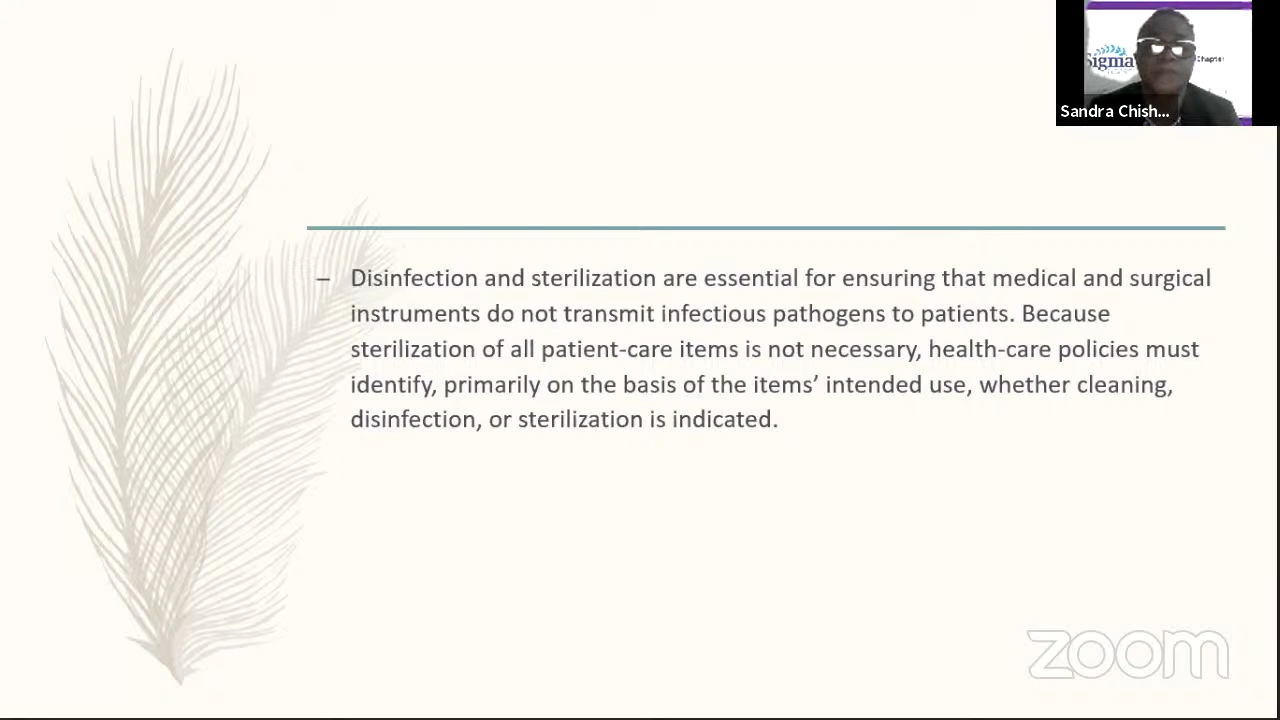 Sigma
Chapter
Sandra Chish...
– Disinfection and sterilization are essential for ensuring that medical and surgical
instruments do not transmit infectious pathogens to patients. Because
sterilization of all patient-care items is not necessary, health-care policies must
identify, primarily on the basis of the items’ intended use, whether cleaning,
disinfection, or sterilization is indicated.
zoom